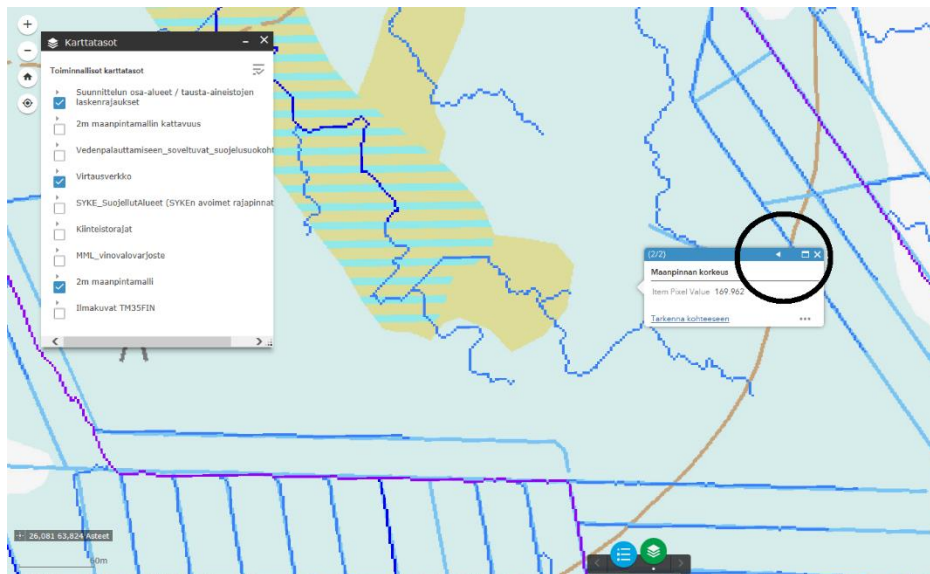 Karttatasot
Toiminnalliset karttatasot
Suunnittelun osa-alueet / tausta-aineistojen
laskenrajaukset
2m maanpintamallin kattavuus
Vedenpalauttamiseen_soveltuvat_suojelusuokoht
Virtausverkko
SYKE_SuojellutAlueet (SYKEn avoimet rajapinnat
Kiinteistorajat
MML_vinovalovarjoste
2m maanpintamalli
Ilmakuvat TM35FIN
(2/2)
Maanpinnan korkeus
Item Pixel Value 169.962
Tarkenna kohteeseen
26,081 63,824 Asteet
60m